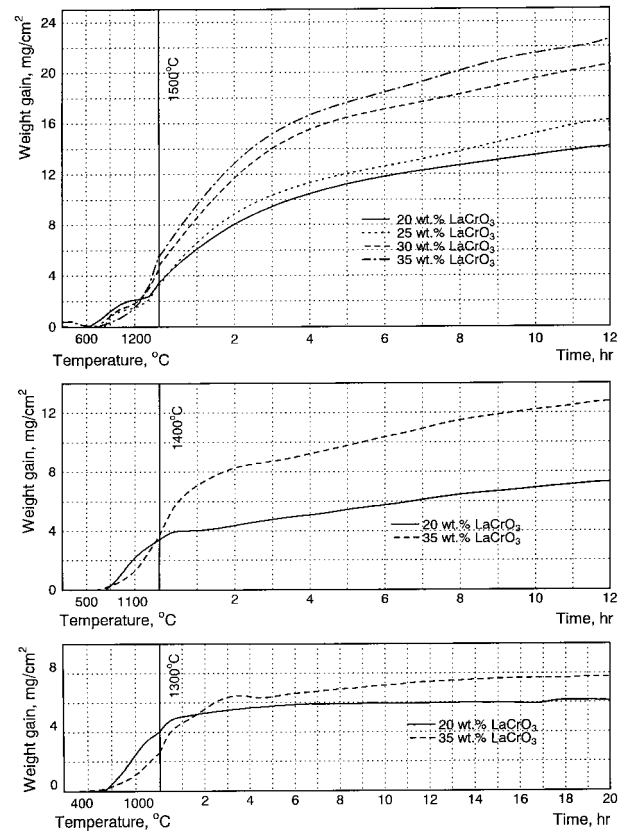 Weight gain, mg/cm²
24
20
16
12
8
4
0
1500°C
20 wt.% LaCrO₃
25 wt.% LaCrO₃
30 wt.% LaCrO₃
35 wt.% LaCrO₃
600 1200 2 4 6 8 10 12
Temperature, °C Time, hr
Weight gain, mg/cm²
12
8
4
0
1400°C
20 wt.% LaCrO₃
35 wt.% LaCrO₃
500 1100 2 4 6 8 10 12
Temperature, °C Time, hr
Weight gain, mg/cm²
8
4
0
1300°C
20 wt.% LaCrO₃
35 wt.% LaCrO₃
400 1000 2 4 6 8 10 12 14 16 18 20
Temperature, °C Time, hr